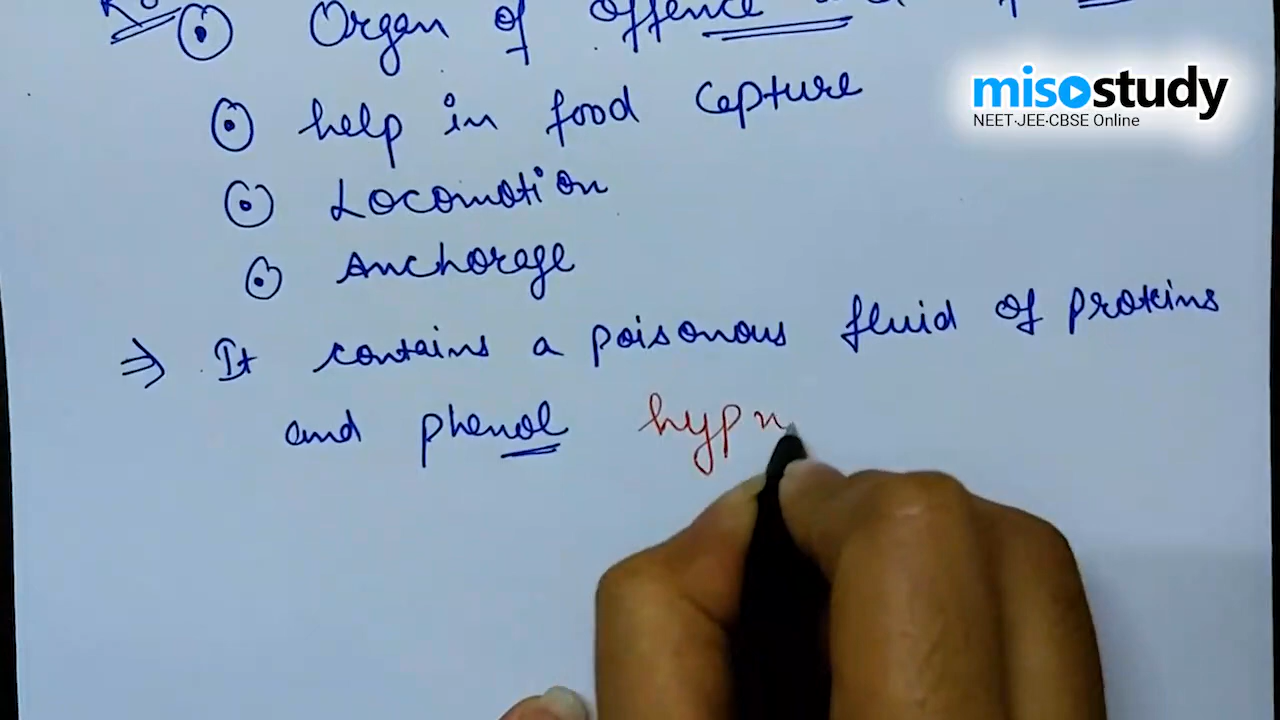 Organ of offence
help in food capture
Locomotion
Anchorage
⇒ It contains a poisonous fluid of proteins
and phenol hypn
misostudy
NEET-JEE-CBSE Online